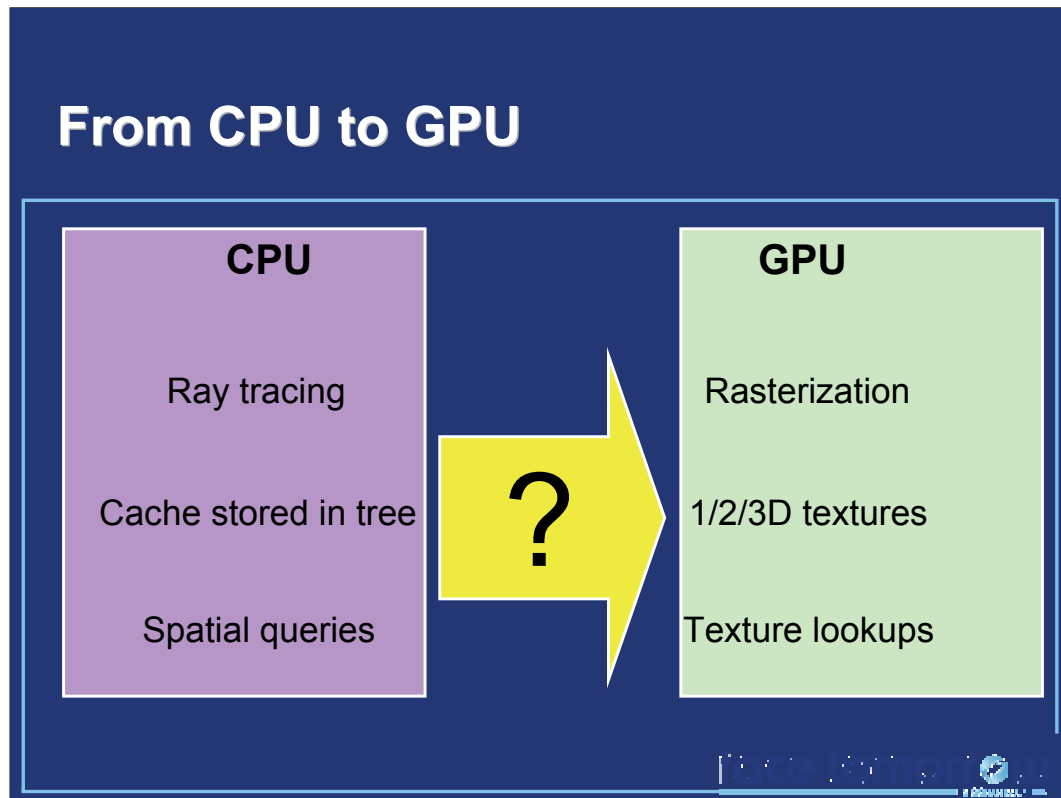 From CPU to GPU
CPU
Ray tracing
Cache stored in tree
Spatial queries
?
GPU
Rasterization
1/2/3D textures
Texture lookups